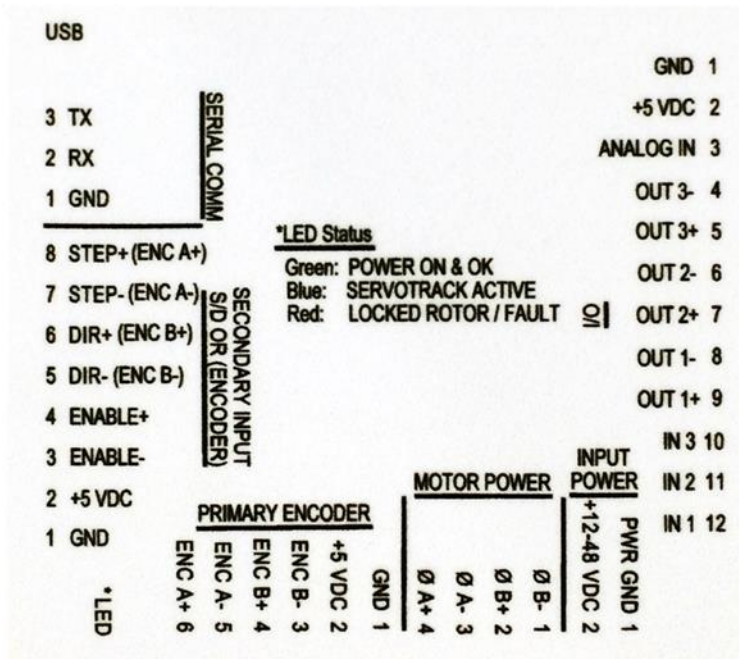 USB
3 TX
2 RX
1 GND
SERIAL COMM
8 STEP+ (ENC A+)
7 STEP- (ENC A-)
6 DIR+ (ENC B+)
5 DIR- (ENC B-)
4 ENABLE+
3 ENABLE-
2 +5 VDC
1 GND
SECONDARY INPUT
S/D OR (ENCODER)
*LED
*LED Status
Green: POWER ON & OK
Blue: SERVOTRACK ACTIVE
Red: LOCKED ROTOR / FAULT
GND 1
+5 VDC 2
ANALOG IN 3
OUT 3- 4
OUT 3+ 5
OUT 2- 6
OUT 2+ 7
OUT 1- 8
OUT 1+ 9
IN 3 10
IN 2 11
IN 1 12
I/O
PRIMARY ENCODER
ENC A+ 6
ENC A- 5
ENC B+ 4
ENC B- 3
+5 VDC 2
GND 1
MOTOR POWER
Ø A+ 4
Ø A- 3
Ø B+ 2
Ø B- 1
INPUT
POWER
+12-48 VDC 2
PWR GND 1